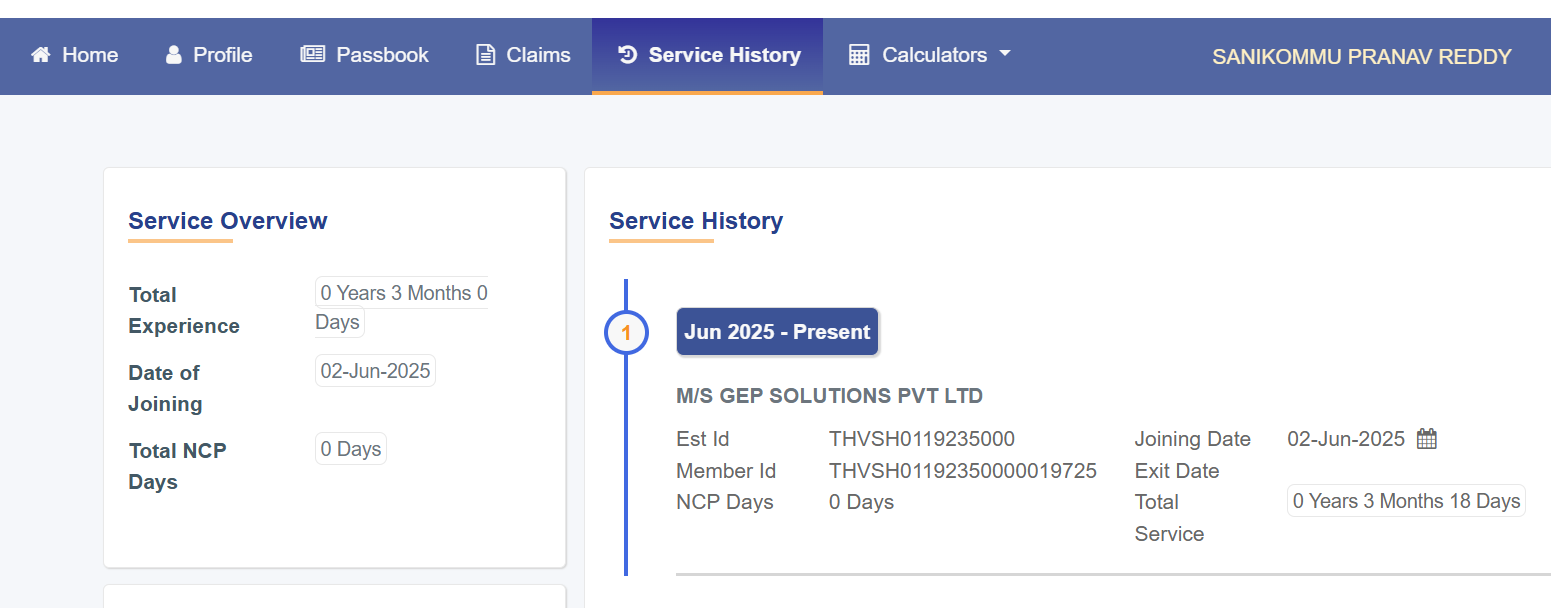 Home Profile Passbook Claims Service History Calculators SANIKOMMU PRANAV REDDY
Service Overview
Total Experience
0 Years 3 Months 0 Days
Date of Joining
02-Jun-2025
Total NCP Days
0 Days
Service History
1
Jun 2025 - Present
M/S GEP SOLUTIONS PVT LTD
Est Id THVSH0119235000 Joining Date 02-Jun-2025
Member Id THVSH01192350000019725 Exit Date
NCP Days 0 Days Total Service 0 Years 3 Months 18 Days